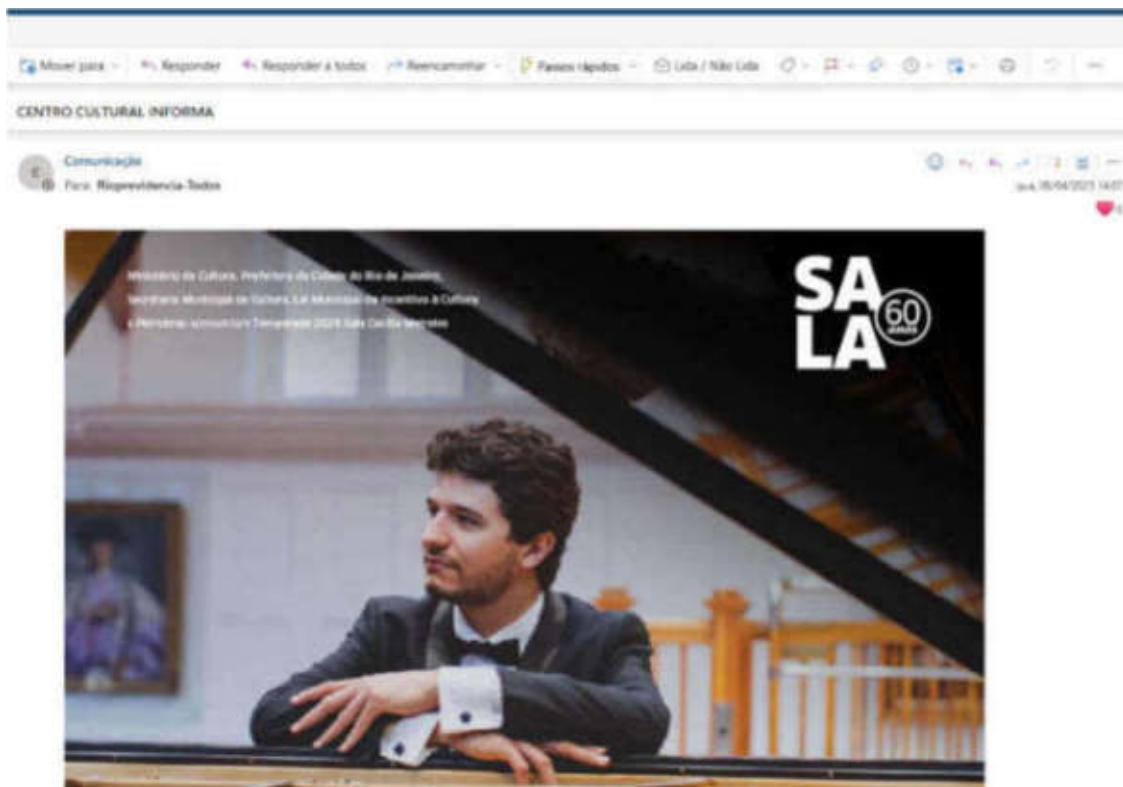 Mover para
Responder
Responder a todos
Reencaminhar
Passos rápidos
Lida / Não Lida
CENTRO CULTURAL INFORMA
Comunicação
Para: Rioprevidencia-Todos
Ministério da Cultura, Prefeitura da Cidade do Rio de Janeiro,
Secretaria Municipal de Cultura, Lei Municipal de Incentivo à Cultura
Temporada Sala Cecília Meireles
SA
LA
60
anos